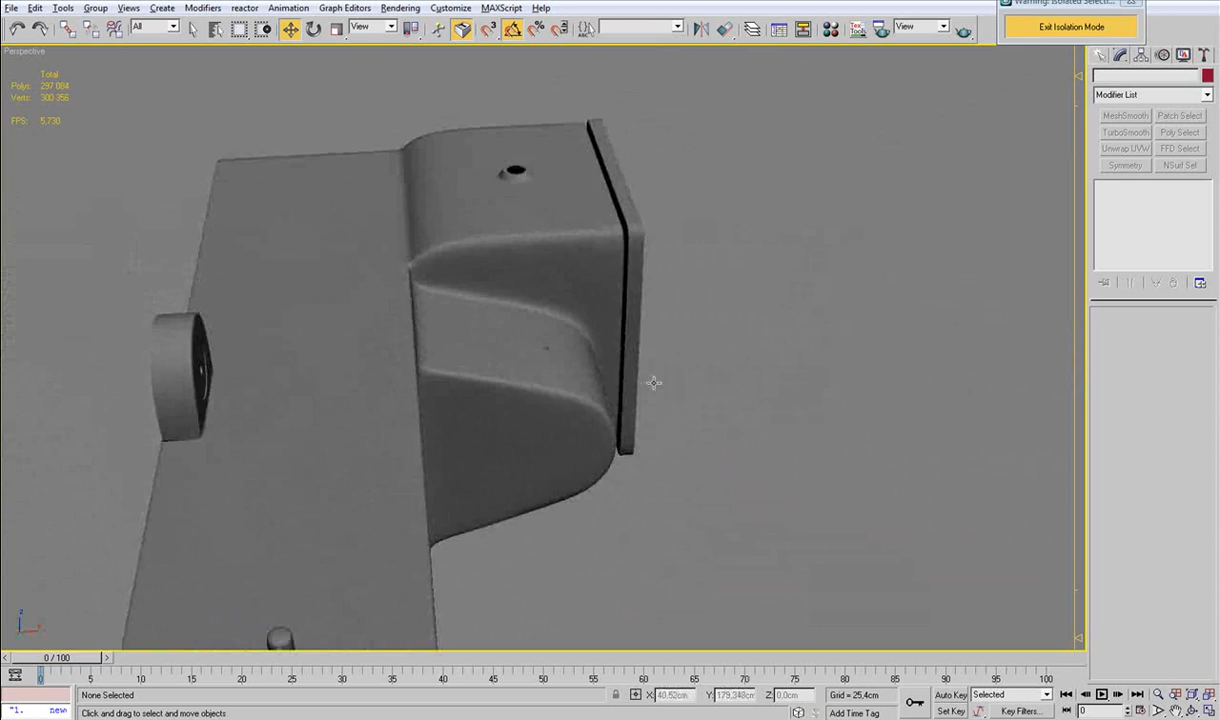 File Edit Tools Group Views Create Modifiers reactor Animation Graph Editors Rendering Customize MAXScript Help
Warning: Isolated Selecti...
All View View
Exit Isolation Mode
Perspective
Total
Polys: 297 084
Verts: 300 356
FPS: 5,730
Modifier List
MeshSmooth Patch Select
TurboSmooth Poly Select
Unwrap UVW FFD Select
Symmetry NSurf Sel
z
0 / 100
0 5 10 15 20 25 30 35 40 45 50 55 60 65 70 75 80 85 90 95 100
None Selected X: 40,52cm Y: 179,348cm Z: 0,0cm Grid = 25,4cm Auto Key Selected
"1. new Click and drag to select and move objects Add Time Tag Set Key Key Filters... 0